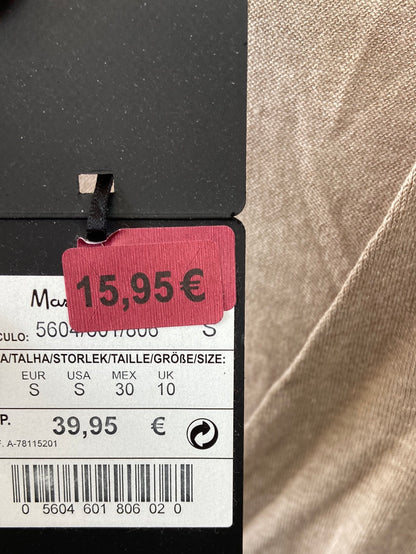 Mas
15,95 €
CULO: 5604/601/806 S
A/TALHA/STORLEK/TAILLE/GRÖßE/SIZE:
EUR USA MEX UK
S S 30 10
P. 39,95 €
F. A-78115201
0 5604 601 806 02 0